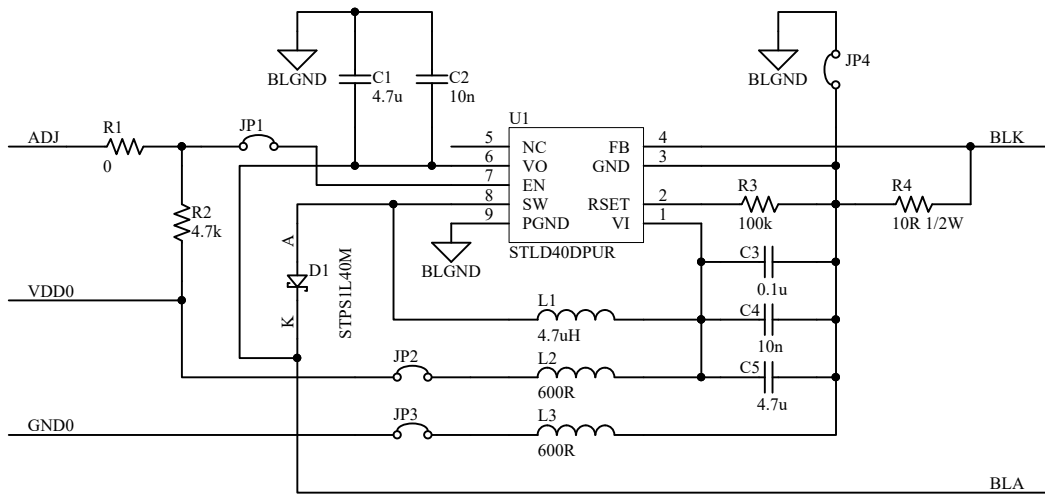 BLGND
C1
4.7u
C2
10n
BLGND
JP4
U1
ADJ
R1
0
JP1
5 NC FB 4 BLK
6 VO GND 3
7 EN
8 SW RSET 2
9 PGND VI 1
STLD40DPUR
R2
4.7k
R3
100k
R4
10R 1/2W
BLGND
A
D1
K
STPS1L40M
C3
0.1u
VDD0
L1
4.7uH
C4
10n
JP2
L2
600R
C5
4.7u
GND0
JP3
L3
600R
BLA